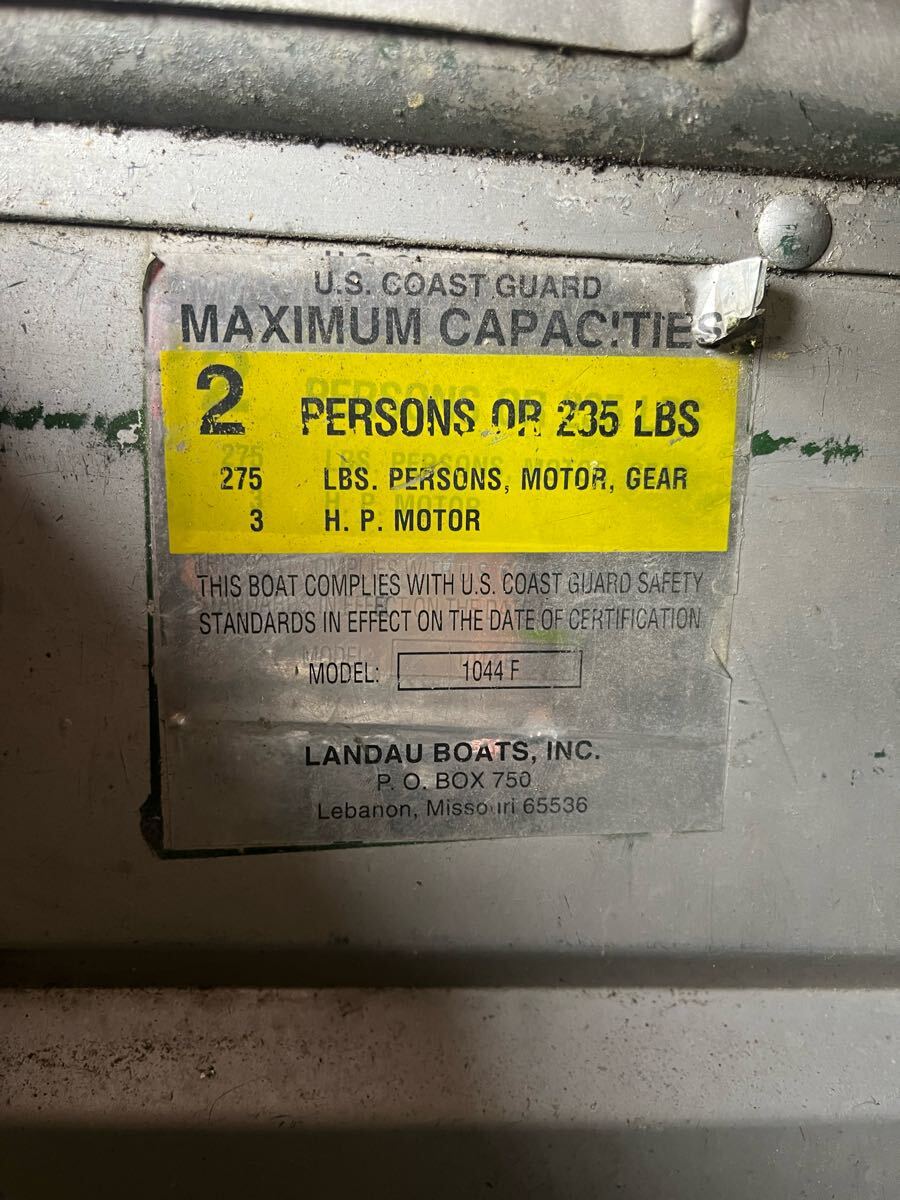 U.S. COAST GUARD
MAXIMUM CAPACITIES
2 PERSONS OR 235 LBS
275 LBS. PERSONS, MOTOR, GEAR
3 H. P. MOTOR
THIS BOAT COMPLIES WITH U.S. COAST GUARD SAFETY
STANDARDS IN EFFECT ON THE DATE OF CERTIFICATION
MODEL: 1044 F
LANDAU BOATS, INC.
P. O. BOX 750
Lebanon, Missouri 65536